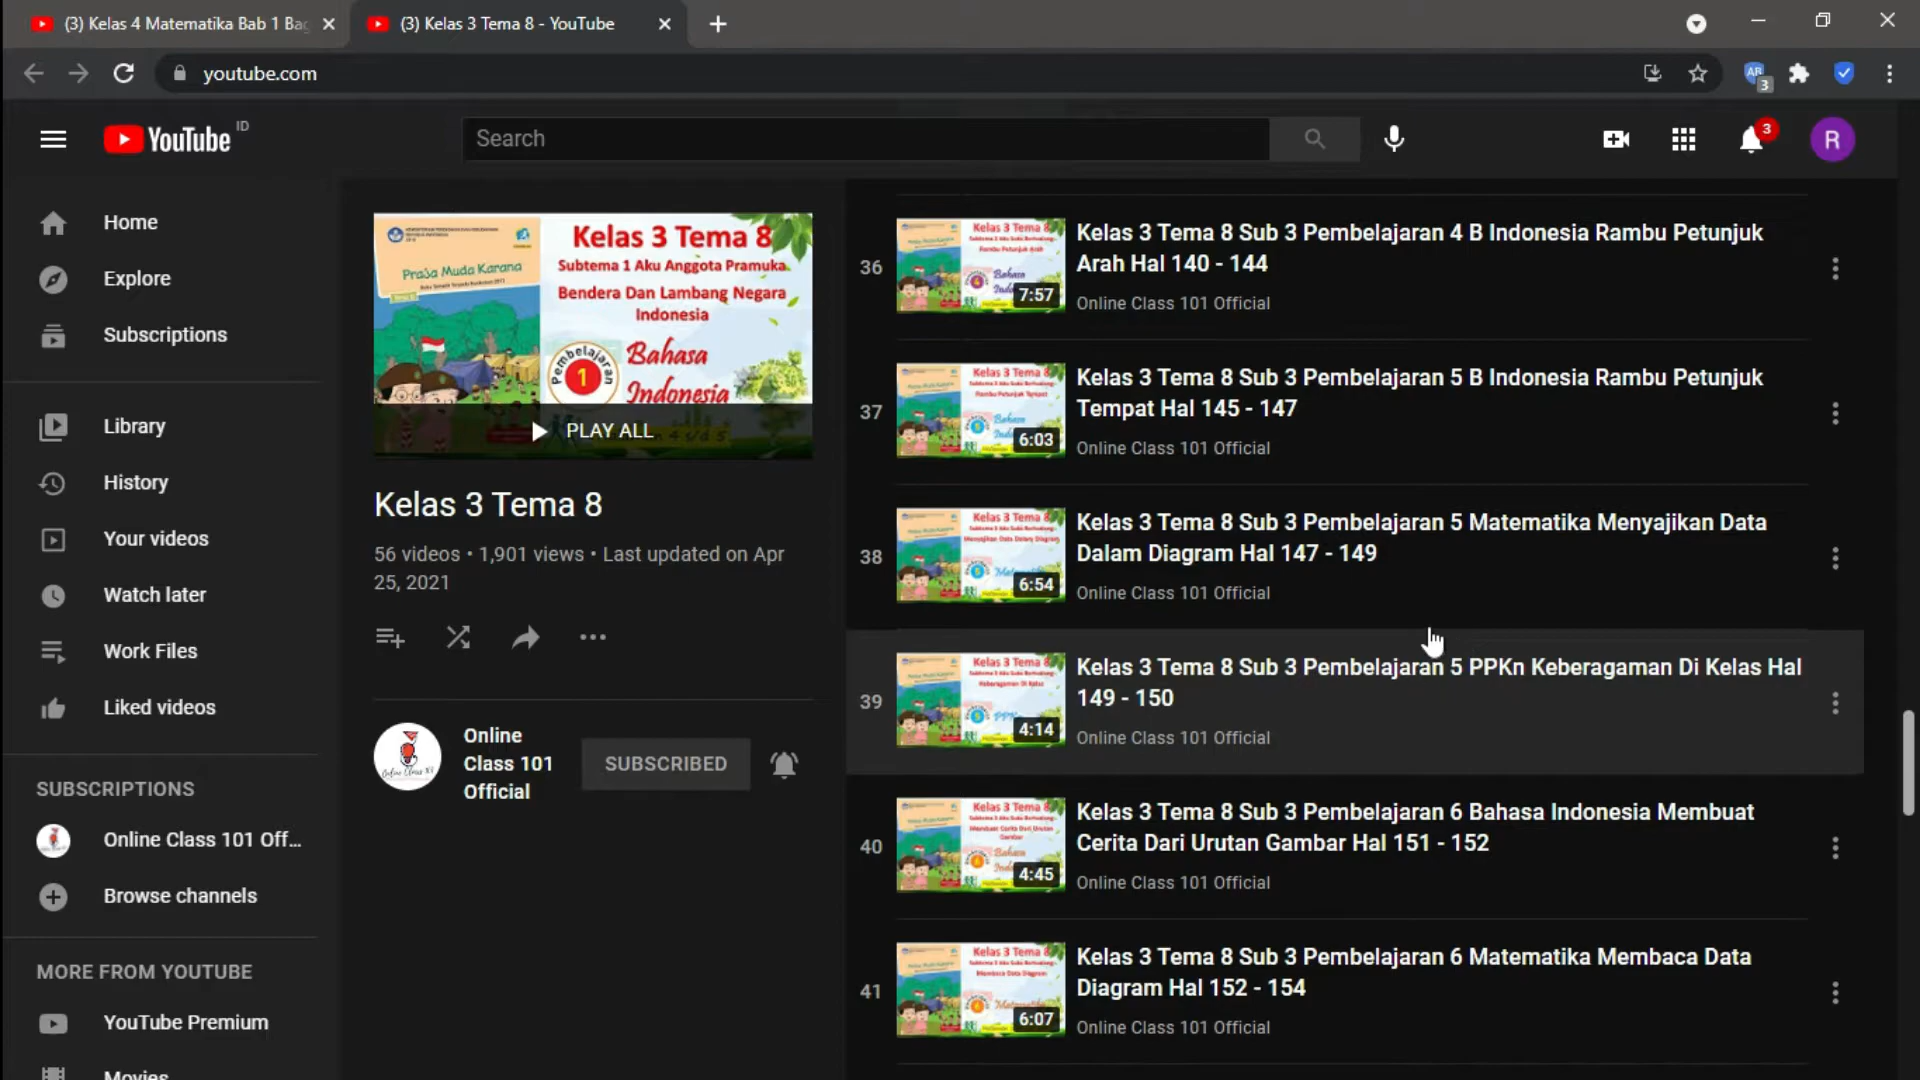 (3) Kelas 4 Matematika Bab 1 Bag
(3) Kelas 3 Tema 8 - YouTube
youtube.com
3
YouTube ID
Search
3
R
Home
Explore
Subscriptions
Library
History
Your videos
Watch later
Work Files
Liked videos
SUBSCRIPTIONS
Online Class 101 Off...
Browse channels
MORE FROM YOUTUBE
YouTube Premium
Movies
Praja Muda Karana
Kelas 3 Tema 8
Subtema 1 Aku Anggota Pramuka
Bendera Dan Lambang Negara
Indonesia
Pembelajaran
1
Bahasa
Indonesia
PLAY ALL
Kelas 3 Tema 8
56 videos • 1,901 views • Last updated on Apr
25, 2021
Online
Class 101
Official
SUBSCRIBED
36
7:57
Kelas 3 Tema 8 Sub 3 Pembelajaran 4 B Indonesia Rambu Petunjuk
Arah Hal 140 - 144
Online Class 101 Official
37
6:03
Kelas 3 Tema 8 Sub 3 Pembelajaran 5 B Indonesia Rambu Petunjuk
Tempat Hal 145 - 147
Online Class 101 Official
38
6:54
Kelas 3 Tema 8 Sub 3 Pembelajaran 5 Matematika Menyajikan Data
Dalam Diagram Hal 147 - 149
Online Class 101 Official
39
4:14
Kelas 3 Tema 8 Sub 3 Pembelajaran 5 PPKn Keberagaman Di Kelas Hal
149 - 150
Online Class 101 Official
40
4:45
Kelas 3 Tema 8 Sub 3 Pembelajaran 6 Bahasa Indonesia Membuat
Cerita Dari Urutan Gambar Hal 151 - 152
Online Class 101 Official
41
6:07
Kelas 3 Tema 8 Sub 3 Pembelajaran 6 Matematika Membaca Data
Diagram Hal 152 - 154
Online Class 101 Official